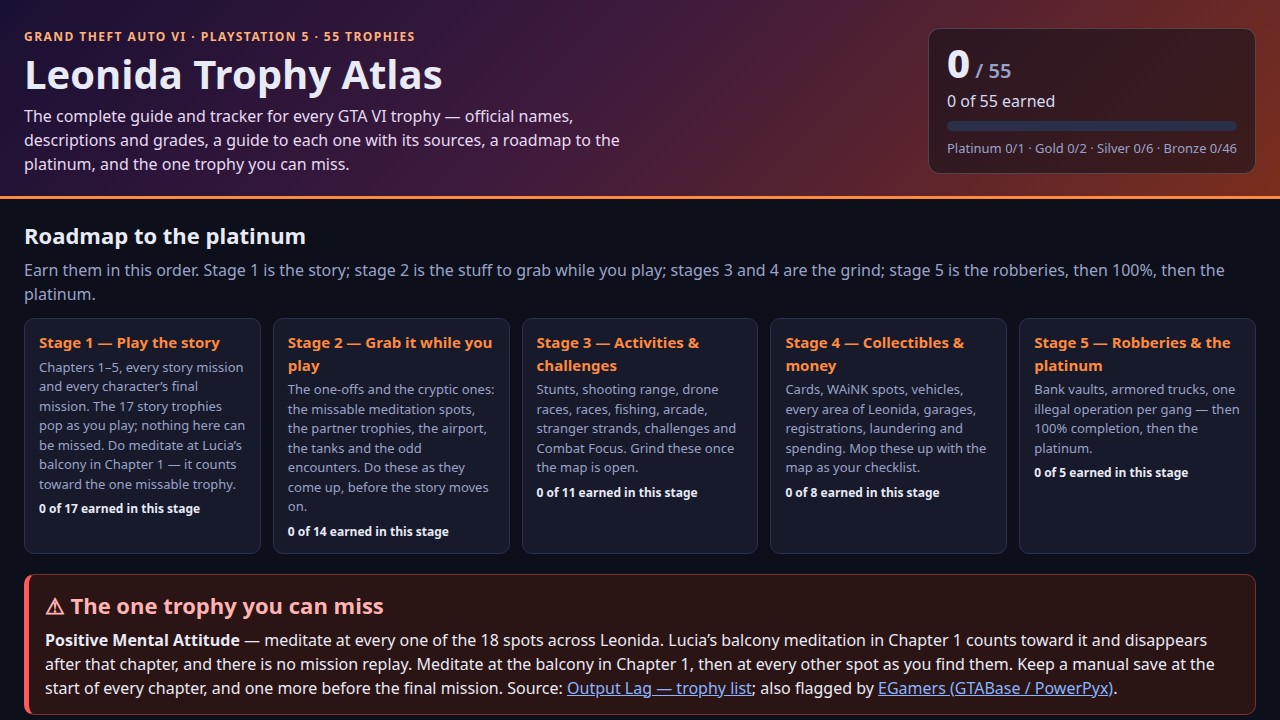 GRAND THEFT AUTO VI · PLAYSTATION 5 · 55 TROPHIES
Leonida Trophy Atlas
The complete guide and tracker for every GTA VI trophy — official names,
descriptions and grades, a guide to each one with its sources, a roadmap to the
platinum, and the one trophy you can miss.
0 / 55
0 of 55 earned
Platinum 0/1 · Gold 0/2 · Silver 0/6 · Bronze 0/46
Roadmap to the platinum
Earn them in this order. Stage 1 is the story; stage 2 is the stuff to grab while you play; stages 3 and 4 are the grind; stage 5 is the robberies, then 100%, then the
platinum.
Stage 1 — Play the story
Chapters 1–5, every story mission
and every character's final
mission. The 17 story trophies
pop as you play; nothing here can
be missed. Do meditate at Lucia's
balcony in Chapter 1 — it counts
toward the one missable trophy.
0 of 17 earned in this stage
Stage 2 — Grab it while you
play
The one-offs and the cryptic ones:
the missable meditation spots,
the partner trophies, the airport,
the tanks and the odd
encounters. Do these as they
come up, before the story moves
on.
0 of 14 earned in this stage
Stage 3 — Activities &
challenges
Stunts, shooting range, drone
races, races, fishing, arcade,
stranger strands, challenges and
Combat Focus. Grind these once
the map is open.
0 of 11 earned in this stage
Stage 4 — Collectibles &
money
Cards, WAiNK spots, vehicles,
every area of Leonida, garages,
registrations, laundering and
spending. Mop these up with the
map as your checklist.
0 of 8 earned in this stage
Stage 5 — Robberies & the
platinum
Bank vaults, armored trucks, one
illegal operation per gang — then
100% completion, then the
platinum.
0 of 5 earned in this stage
⚠ The one trophy you can miss
Positive Mental Attitude — meditate at every one of the 18 spots across Leonida. Lucia's balcony meditation in Chapter 1 counts toward it and disappears
after that chapter, and there is no mission replay. Meditate at the balcony in Chapter 1, then at every other spot as you find them. Keep a manual save at the
start of every chapter, and one more before the final mission. Source: Output Lag — trophy list; also flagged by EGamers (GTABase / PowerPyx).